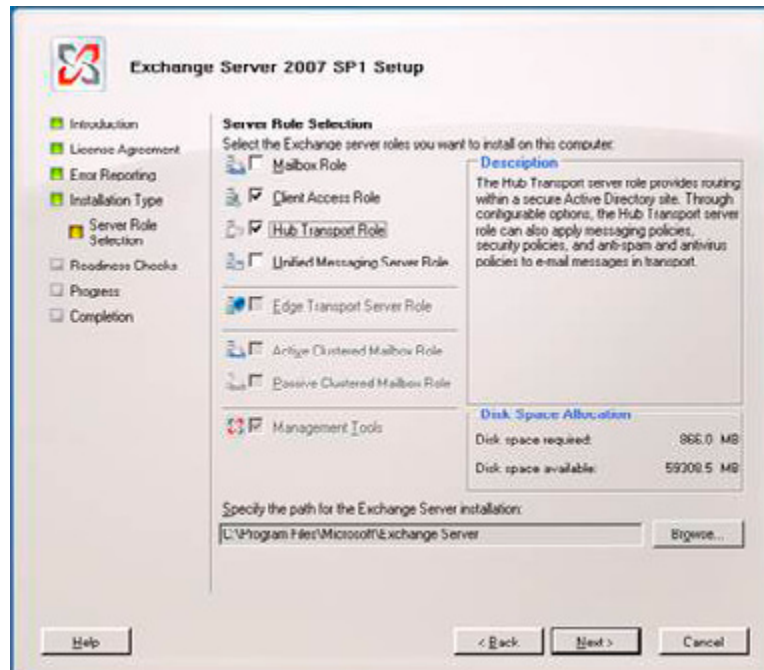 Exchange Server 2007 SP1 Setup
Introduction
License Agreement
Error Reporting
Installation Type
Server Role
Selection
Readiness Checks
Progress
Completion
Server Role Selection
Select the Exchange server roles you want to install on this computer:
Mailbox Role
Client Access Role
Hub Transport Role
Unified Messaging Server Role
Edge Transport Server Role
Active Clustered Mailbox Role
Passive Clustered Mailbox Role
Management Tools
Description
The Hub Transport server role provides routing
within a secure Active Directory site. Through
configurable options, the Hub Transport server
role can also apply messaging policies,
security policies, and anti-spam and antivirus
policies to e-mail messages in transport.
Disk Space Allocation
Disk space required: 866.0 MB
Disk space available: 59308.5 MB
Specify the path for the Exchange Server installation:
C:\Program Files\Microsoft\Exchange Server
Browse...
Help
< Back
Next >
Cancel